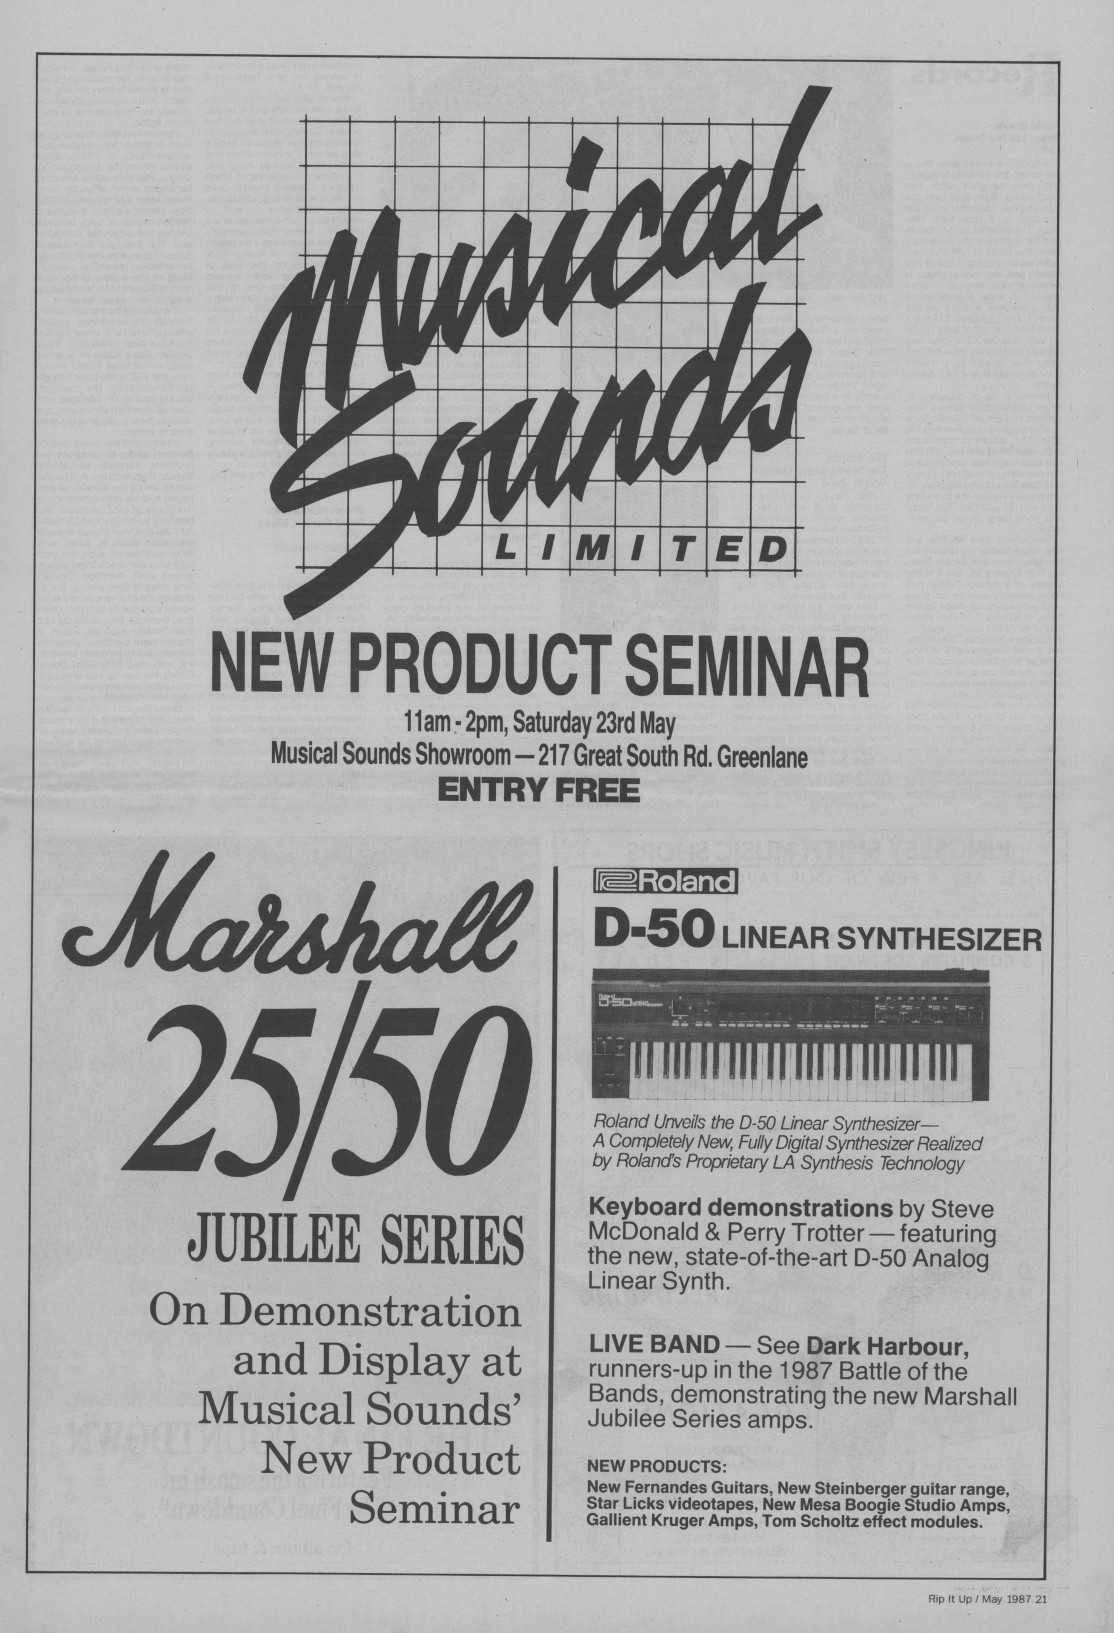 Musical
Sounds
LIMITED
NEW PRODUCT SEMINAR
11am - 2pm, Saturday 23rd May
Musical Sounds Showroom — 217 Great South Rd. Greenlane
ENTRY FREE
Marshall
25/50
JUBILEE SERIES
On Demonstration
and Display at
Musical Sounds'
New Product
Seminar
Roland
D-50 LINEAR SYNTHESIZER
Roland
D-50
Roland Unveils the D-50 Linear Synthesizer—
A Completely New, Fully Digital Synthesizer Realized
by Roland's Proprietary LA Synthesis Technology
Keyboard demonstrations by Steve
McDonald & Perry Trotter — featuring
the new, state-of-the-art D-50 Analog
Linear Synth.
LIVE BAND — See Dark Harbour,
runners-up in the 1987 Battle of the
Bands, demonstrating the new Marshall
Jubilee Series amps.
NEW PRODUCTS:
New Fernandes Guitars, New Steinberger guitar range,
Star Licks videotapes, New Mesa Boogie Studio Amps,
Gallient Kruger Amps, Tom Scholtz effect modules.
Rip It Up / May 1987 21